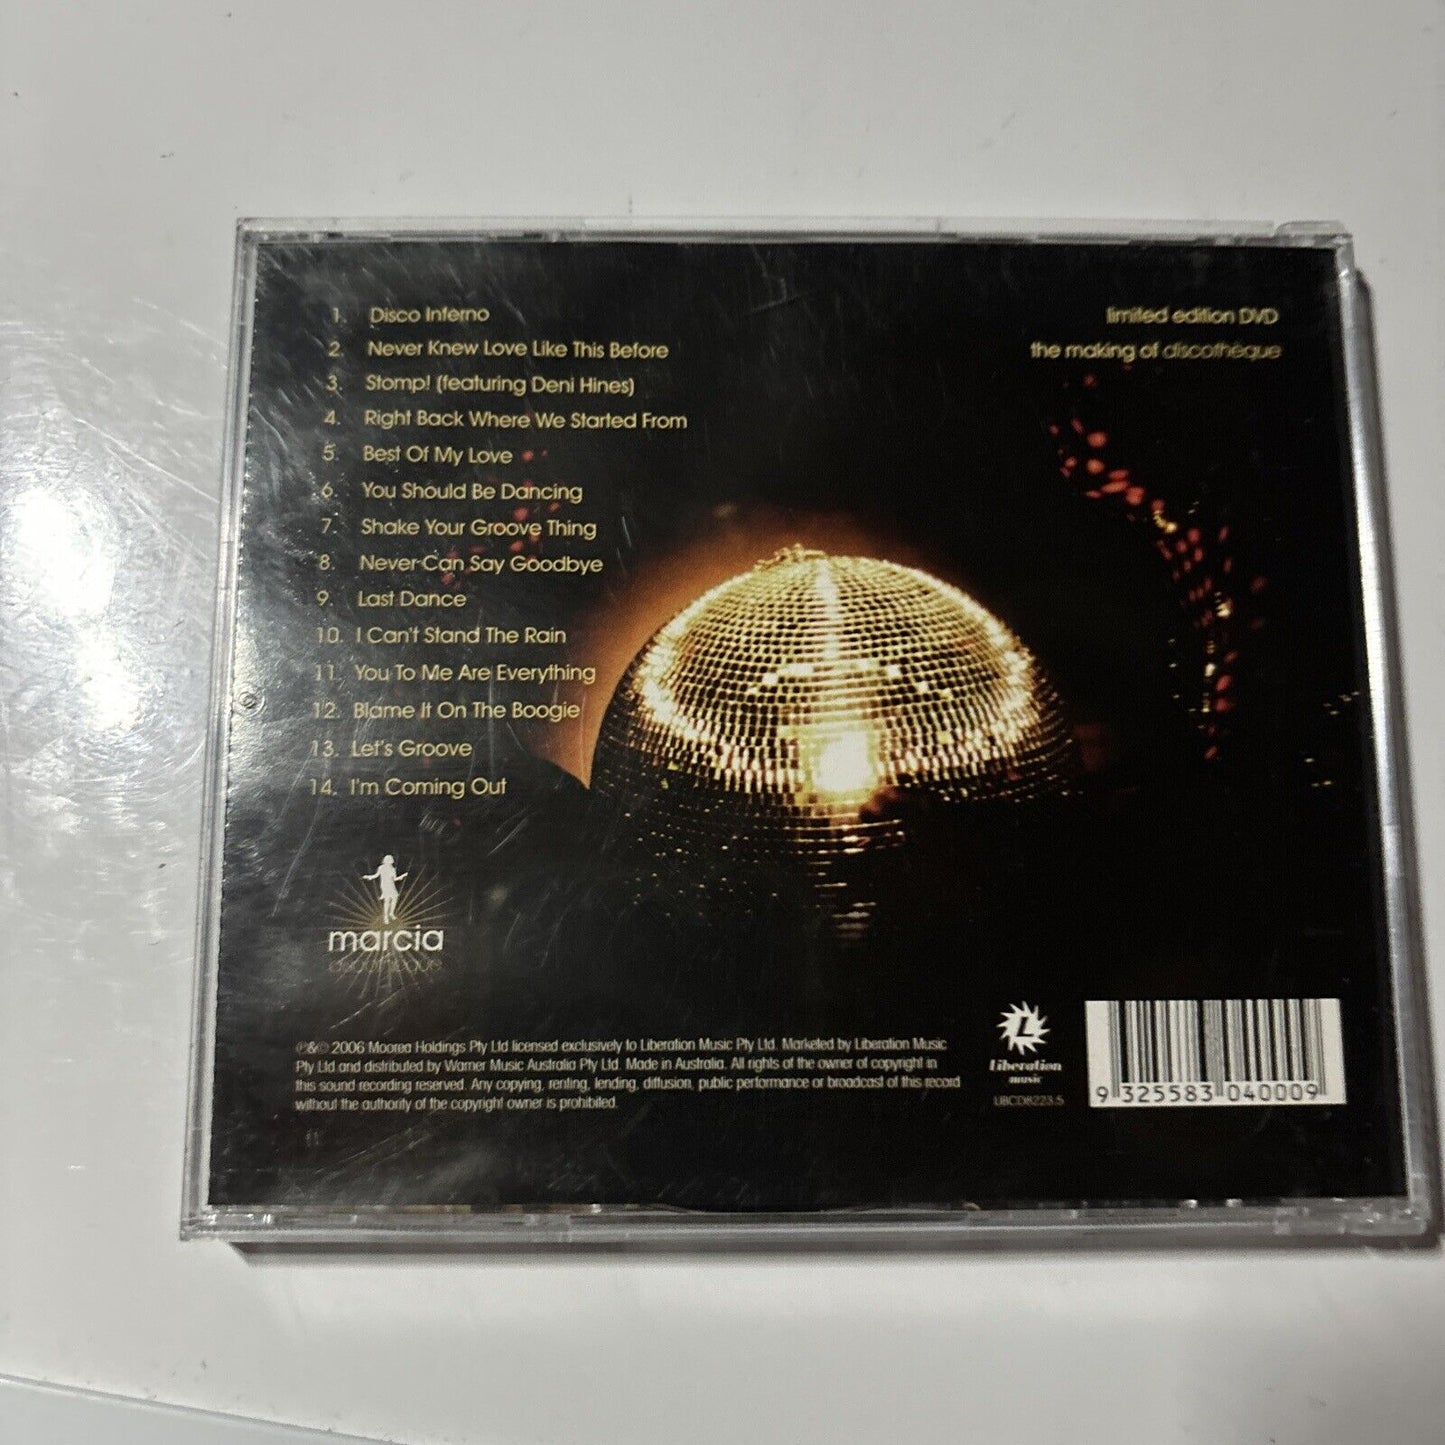 1. Disco Inferno
2. Never Knew Love Like This Before
3. Stomp! (featuring Deni Hines)
4. Right Back Where We Started From
5. Best Of My Love
6. You Should Be Dancing
7. Shake Your Groove Thing
8. Never Can Say Goodbye
9. Last Dance
10. I Can't Stand The Rain
11. You To Me Are Everything
12. Blame It On The Boogie
13. Let's Groove
14. I'm Coming Out
limited edition DVD
the making of discothèque
marcia
discothèque
℗&© 2006 Moorea Holdings Pty Ltd licensed exclusively to Liberation Music Pty Ltd. Marketed by Liberation Music
Pty Ltd and distributed by Warner Music Australia Pty Ltd. Made in Australia. All rights of the owner of copyright in
this sound recording reserved. Any copying, renting, lending, diffusion, public performance or broadcast of this record
without the authority of the copyright owner is prohibited.
L
Liberation
music
LIBCD8223.5
9 325583 040009